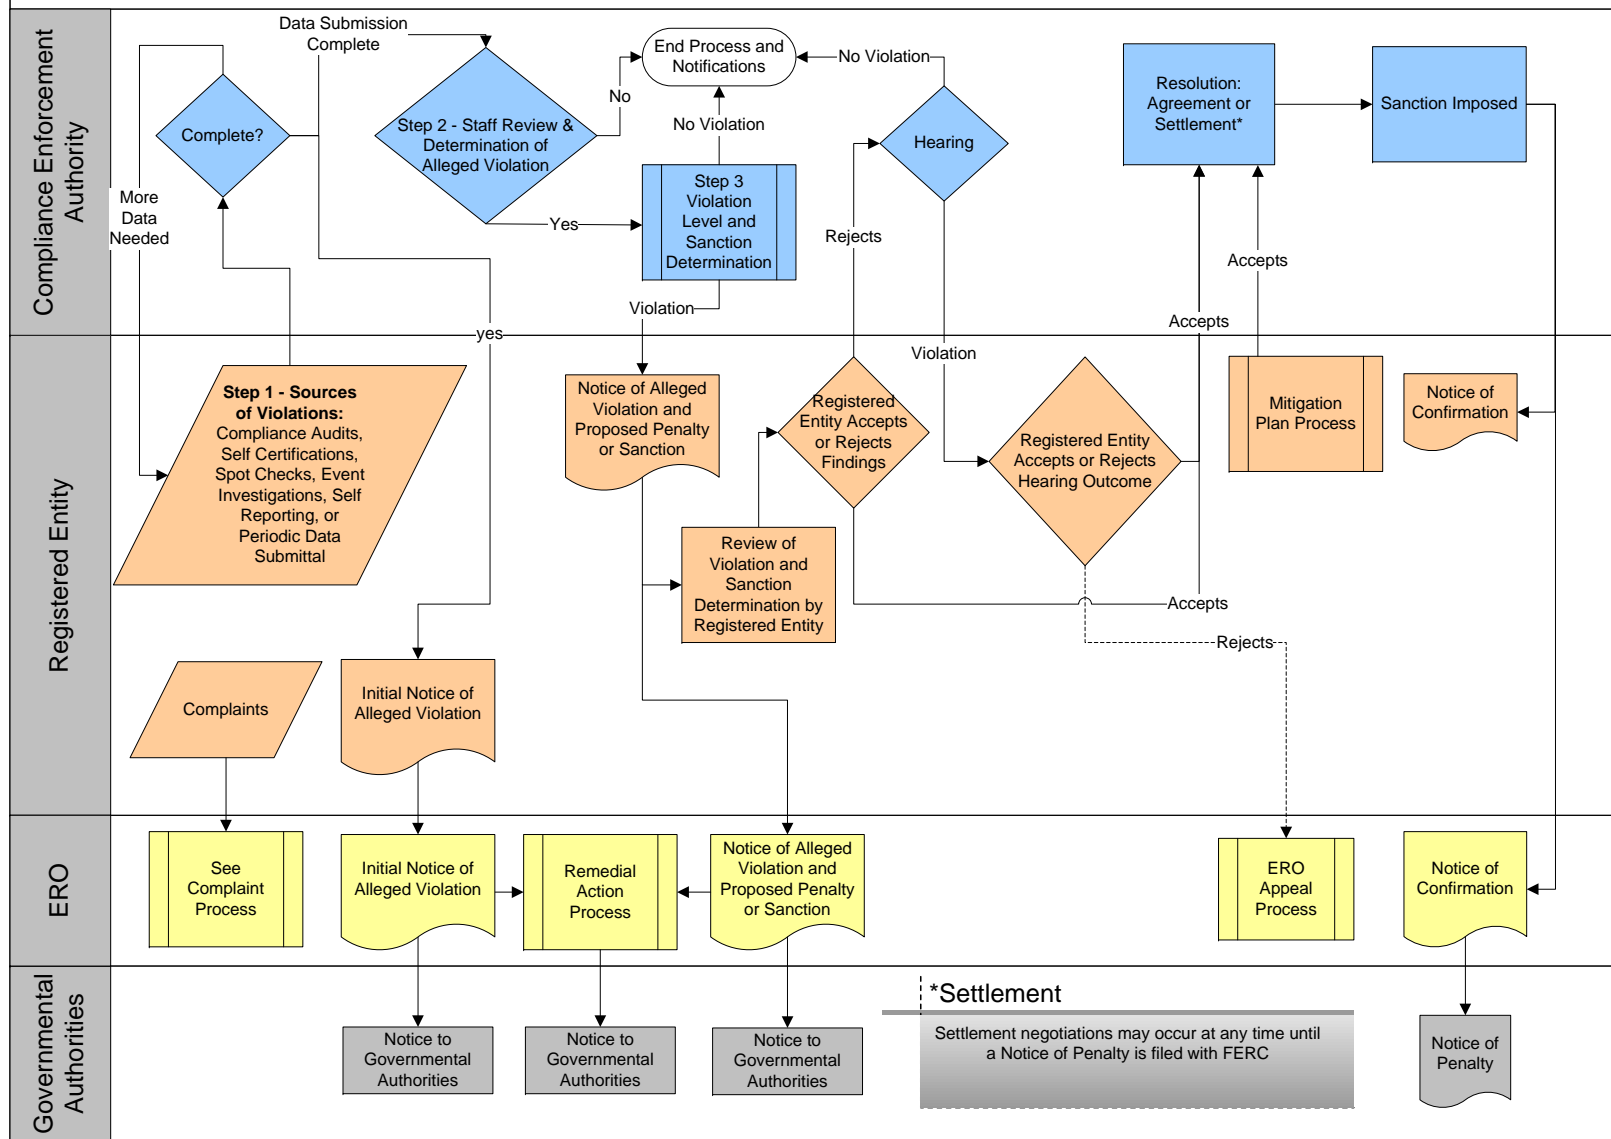 Compliance Enforcement
Authority
Data Submission
Complete
Complete?
More
Data
Needed
Step 2 - Staff Review &
Determination of
Alleged Violation
No
Yes
End Process and
Notifications
No Violation
Step 3
Violation
Level and
Sanction
Determination
Violation
No Violation
Hearing
Rejects
Violation
Resolution:
Agreement or
Settlement*
Sanction Imposed
Accepts
Accepts
yes
Registered Entity
Step 1 - Sources
of Violations:
Compliance Audits,
Self Certifications,
Spot Checks, Event
Investigations, Self
Reporting, or
Periodic Data
Submittal
Notice of Alleged
Violation and
Proposed Penalty
or Sanction
Registered
Entity Accepts
or Rejects
Findings
Registered Entity
Accepts or Rejects
Hearing Outcome
Mitigation
Plan Process
Notice of
Confirmation
Review of
Violation and
Sanction
Determination by
Registered Entity
Accepts
Rejects
Complaints
Initial Notice of
Alleged Violation
ERO
See
Complaint
Process
Initial Notice of
Alleged Violation
Remedial
Action
Process
Notice of Alleged
Violation and
Proposed Penalty
or Sanction
ERO
Appeal
Process
Notice of
Confirmation
Governmental
Authorities
Notice to
Governmental
Authorities
Notice to
Governmental
Authorities
Notice to
Governmental
Authorities
*Settlement
Settlement negotiations may occur at any time until
a Notice of Penalty is filed with FERC
Notice of
Penalty